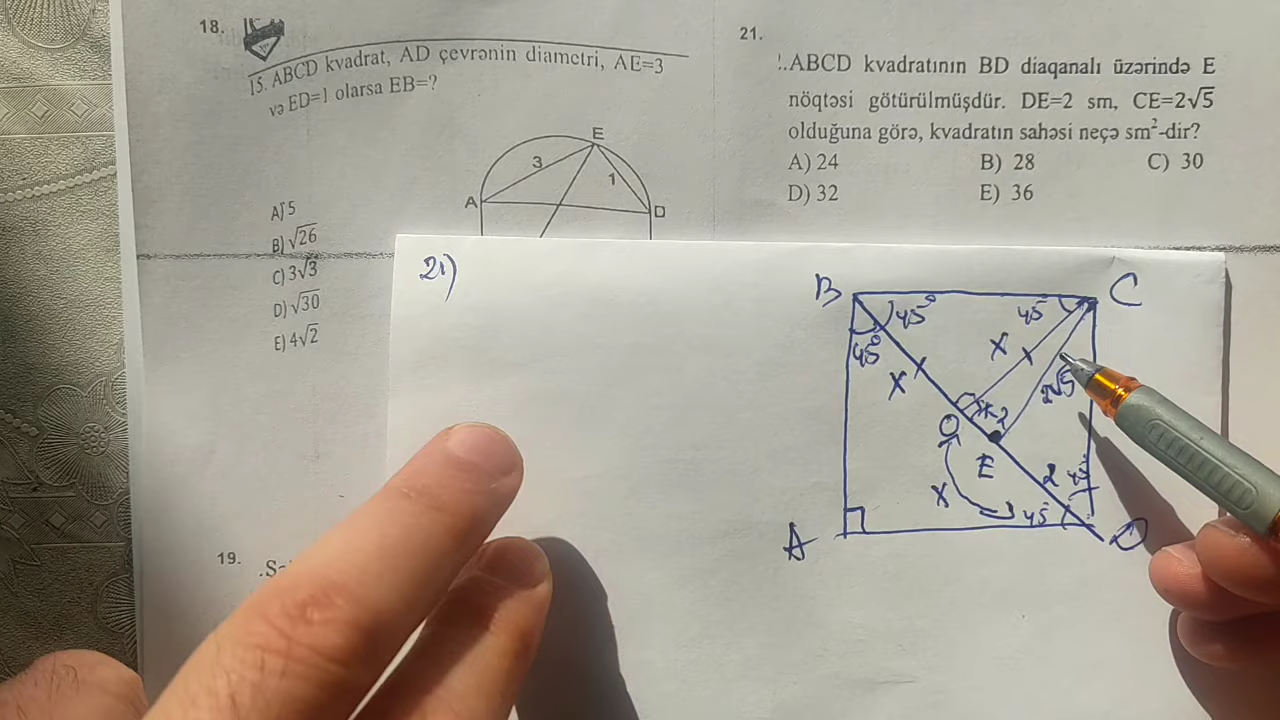 18.
15. ABCD kvadrat, AD çevrənin diametri, AE=3
və ED=1 olarsa EB=?
E
3
1
A
D
A) 5
B) √26
C) 3√3
D) √30
E) 4√2
19.
21.
ABCD kvadratının BD diaqanalı üzərində E
nöqtəsi götürülmüşdür. DE=2 sm, CE=2√5
olduğuna görə, kvadratın sahəsi neçə sm²-dir?
A) 24 B) 28 C) 30
D) 32 E) 36
21)
B
C
45°
45
45°
x
x
2√5
x-2
O
E
2
x
45
A
D